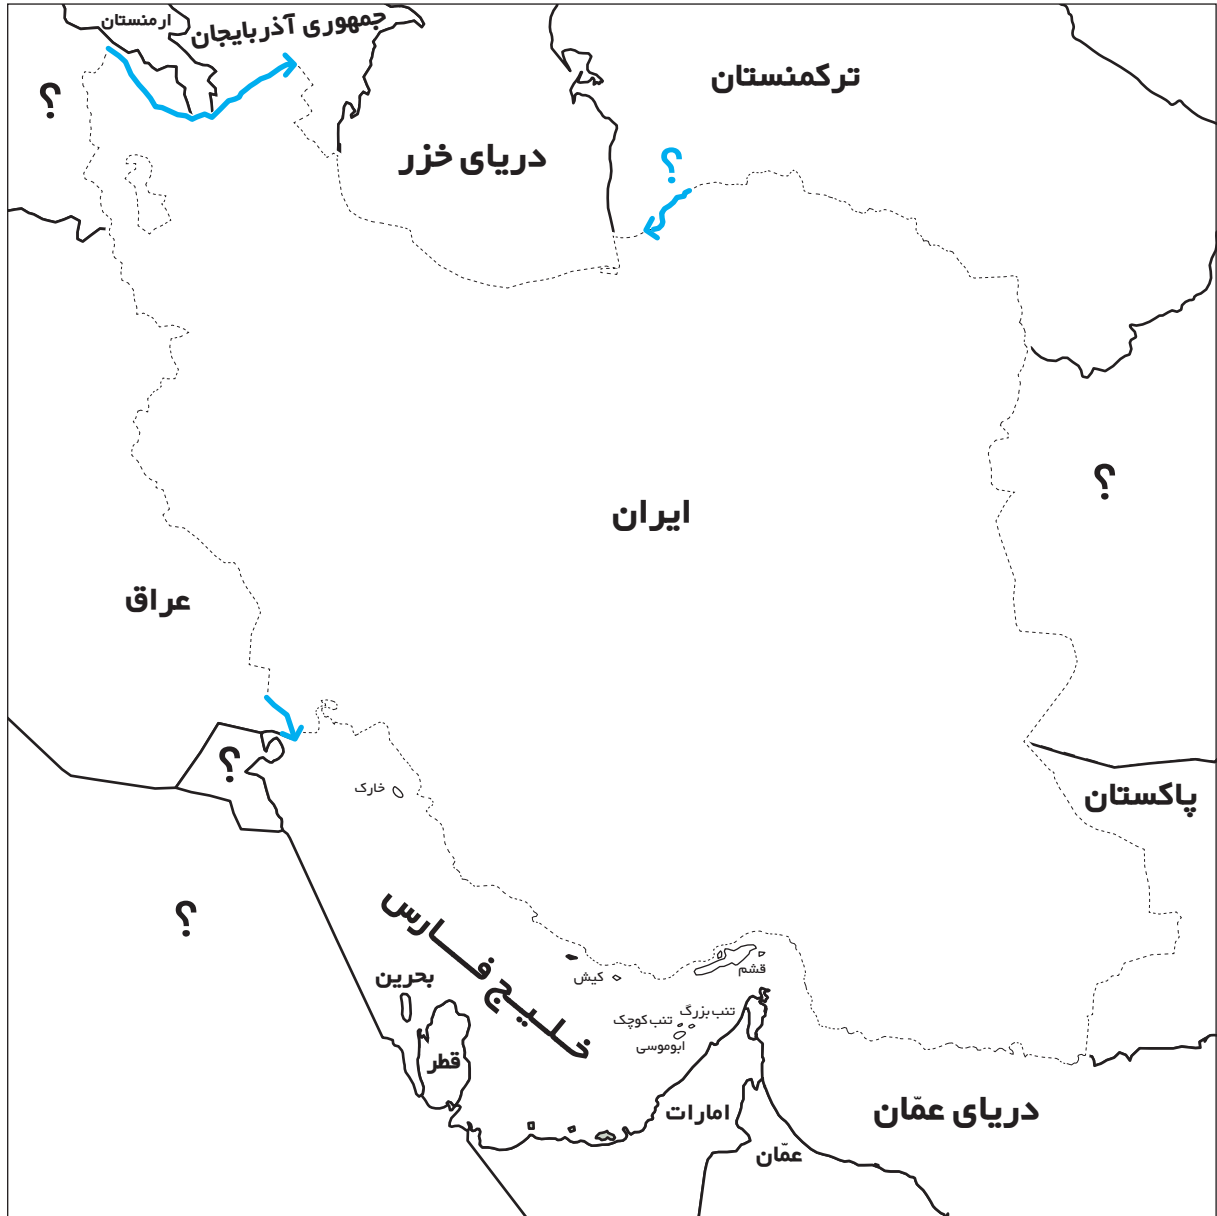 ارمنستان
جمهوری آذربایجان
ترکمنستان
؟
دریای خزر
؟
؟
ایران
عراق
؟
خارک
پاکستان
؟
خلیج فارس
بحرین
کیش
قشم
تنب بزرگ
تنب کوچک
ابوموسی
قطر
امارات
دریای عمّان
عمّان